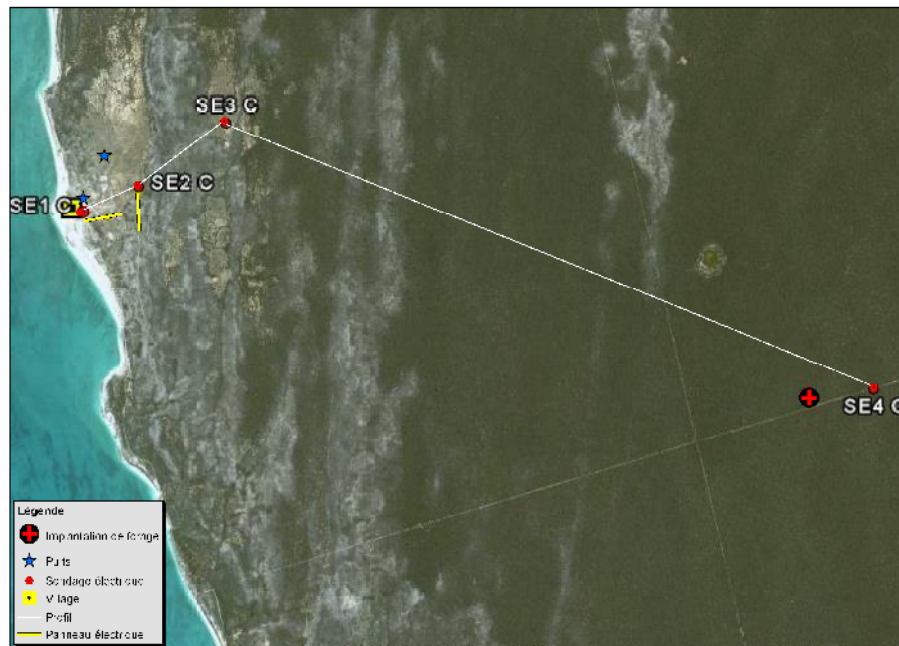 SE3 C
SE2 C
SE1 C
SE4 C
Légende
Implantation de forage
Puits
Sondage électrique
Village
Profil
Panneau électrique